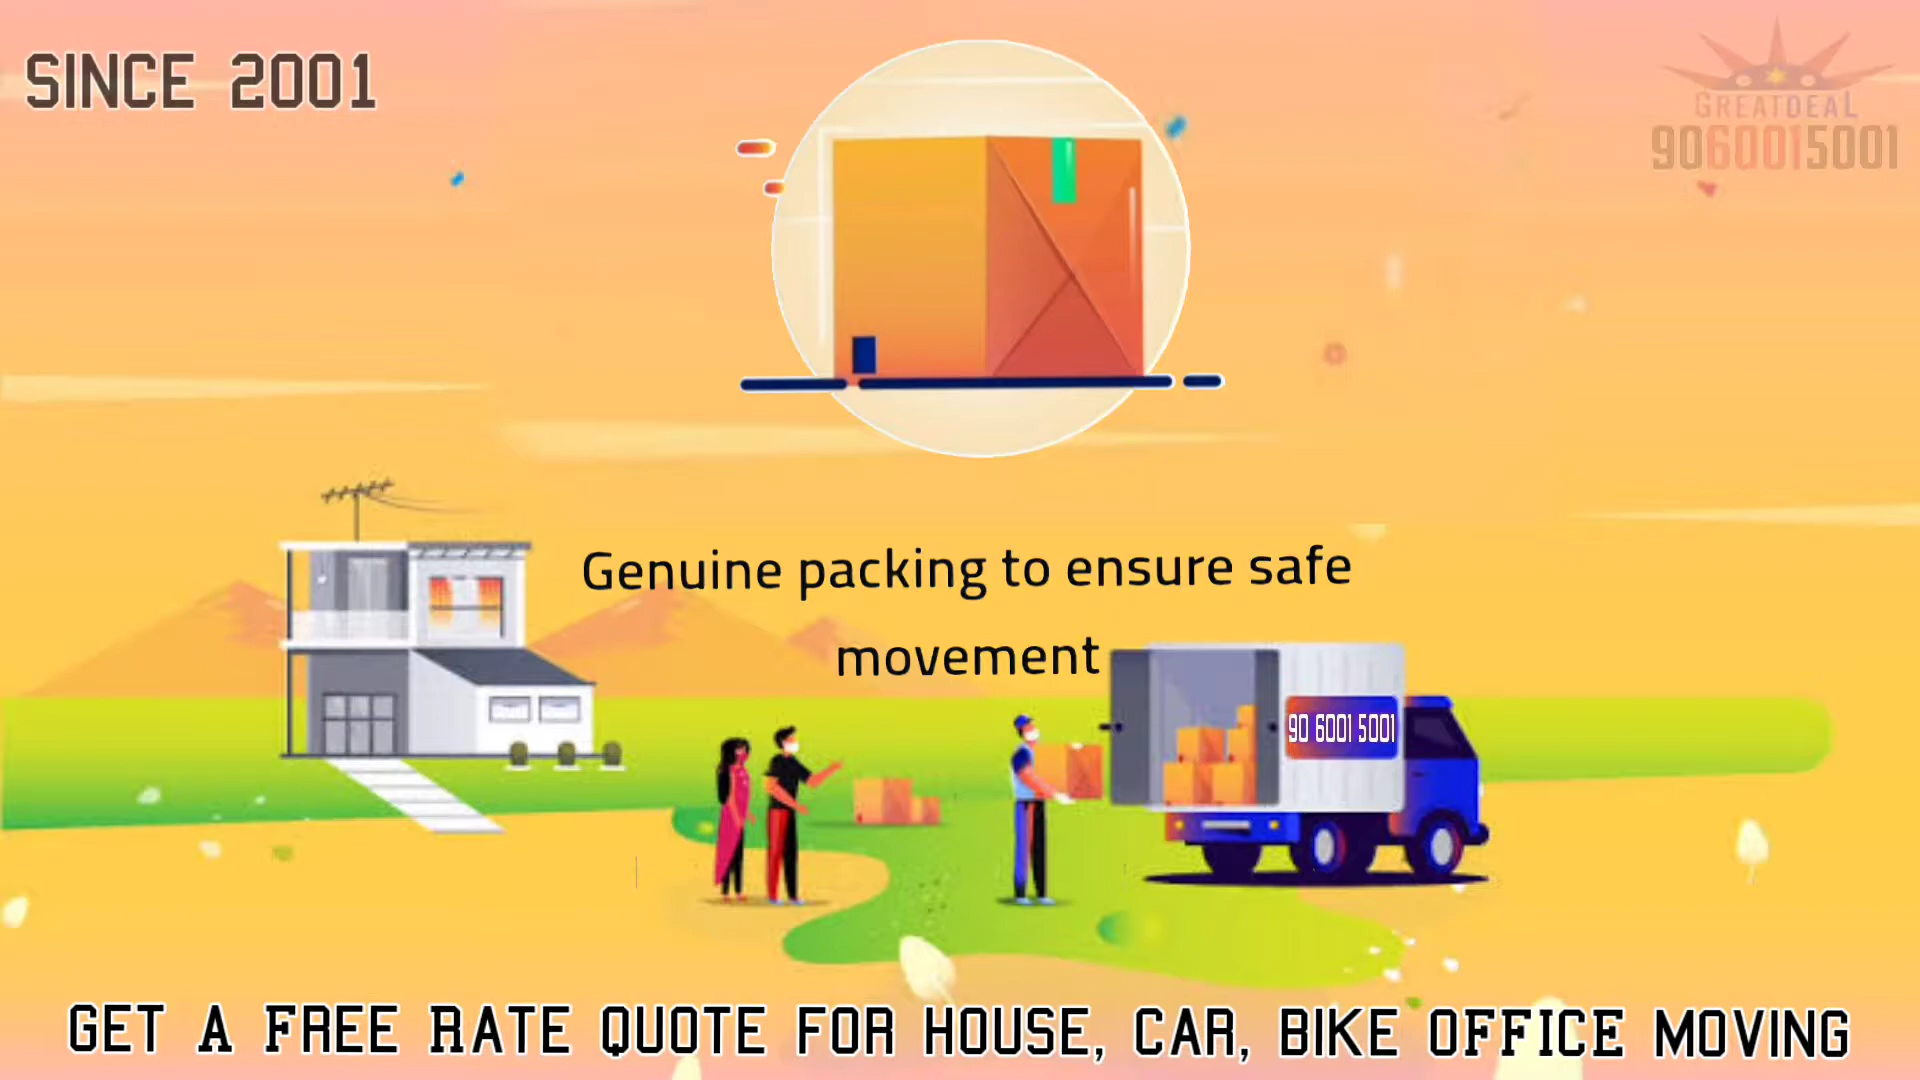 SINCE 2001
GREATDEAL
9060015001
Genuine packing to ensure safe
movement
90 6001 5001
GET A FREE RATE QUOTE FOR HOUSE, CAR, BIKE OFFICE MOVING